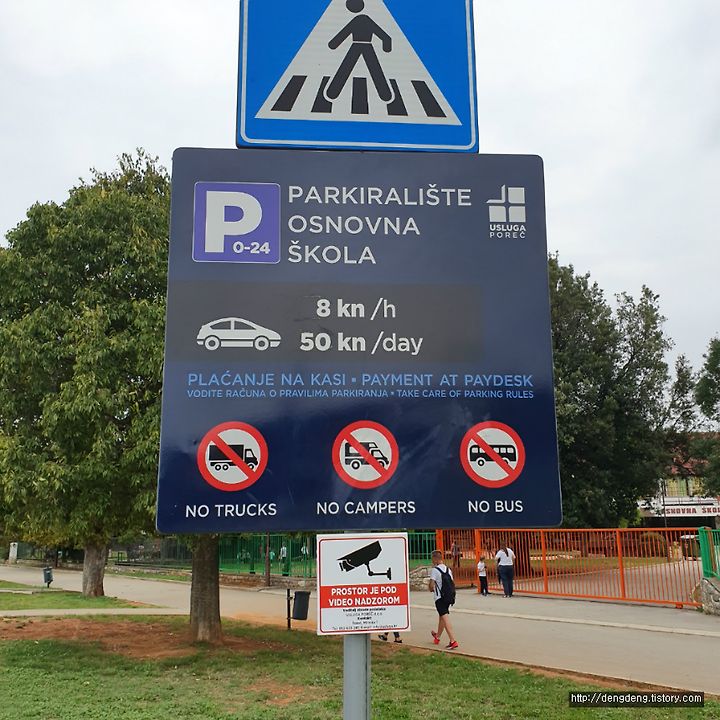 P
0-24
PARKIRALIŠTE
OSNOVNA
ŠKOLA
USLUGA
POREČ
8 kn /h
50 kn /day
PLAĆANJE NA KASI • PAYMENT AT PAYDESK
VODITE RAČUNA O PRAVILIMA PARKIRANJA • TAKE CARE OF PARKING RULES
NO TRUCKS
NO CAMPERS
NO BUS
PROSTOR JE POD
VIDEO NADZOROM
OSNOVNA ŠKOL
http://dengdeng.tistory.com